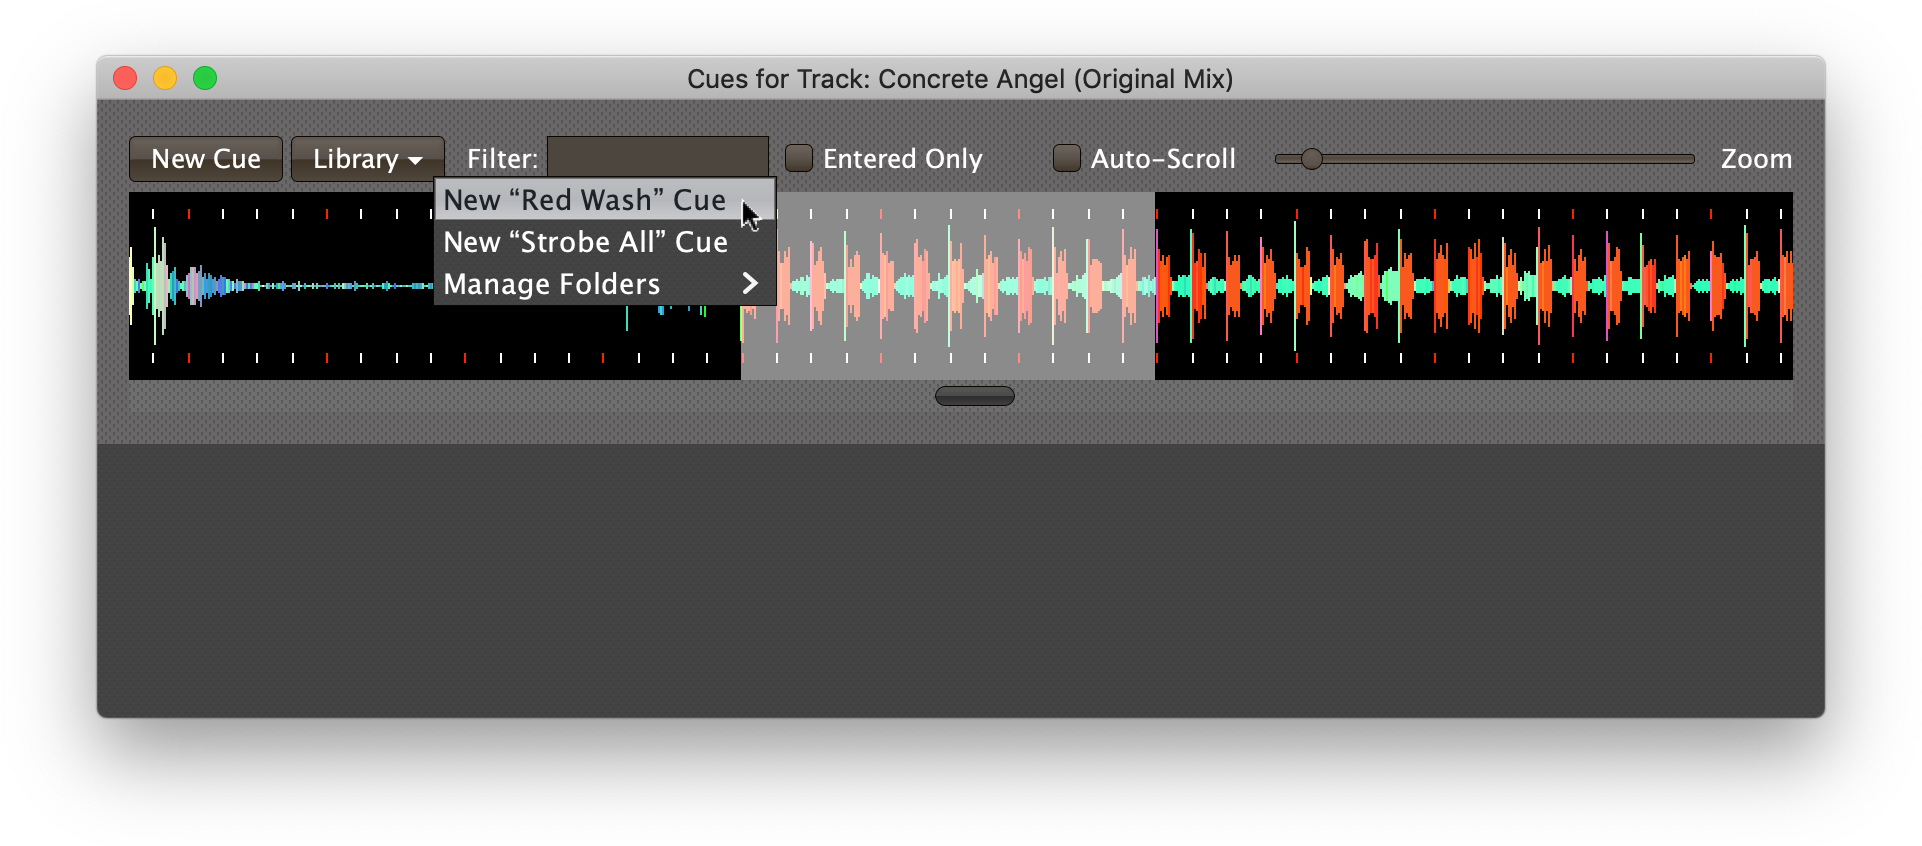 Cues for Track: Concrete Angel (Original Mix)
New Cue Library Filter: Entered Only Auto-Scroll Zoom
New “Red Wash” Cue
New “Strobe All” Cue
Manage Folders